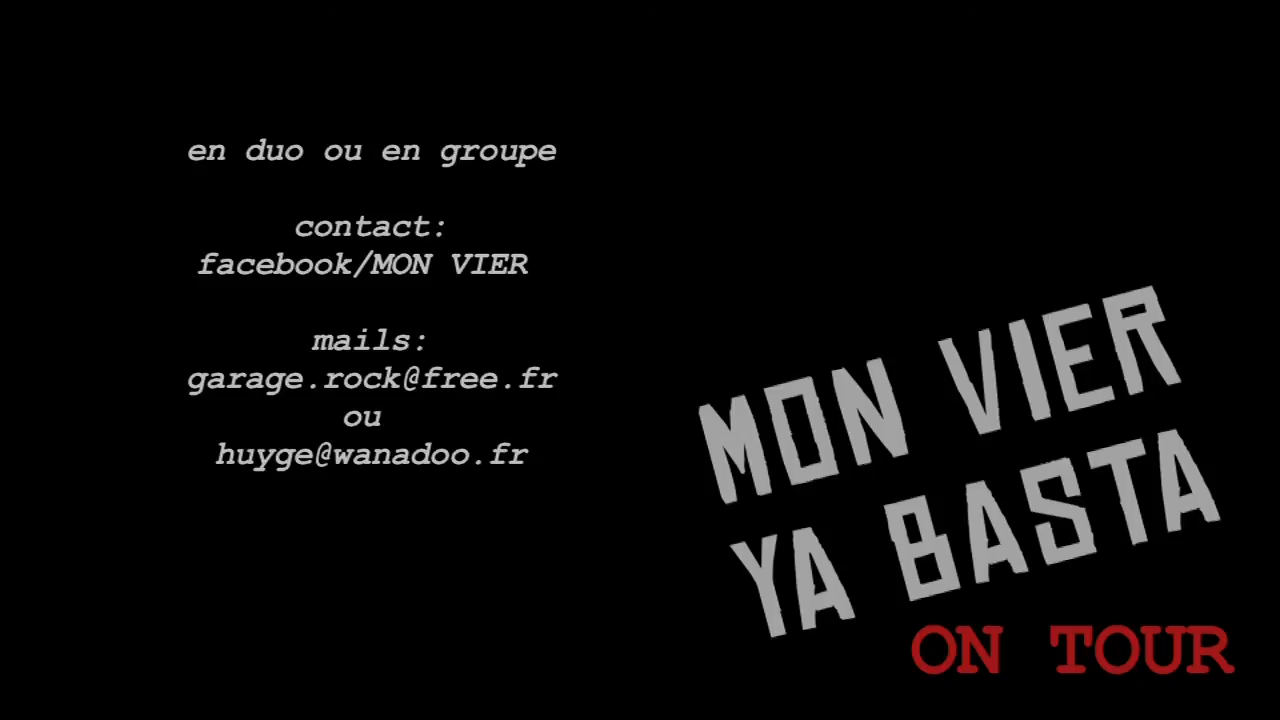 en duo ou en groupe
contact:
facebook/MON VIER
mails:
garage.rock@free.fr
ou
huyge@wanadoo.fr
MON VIER
YA BASTA
ON TOUR